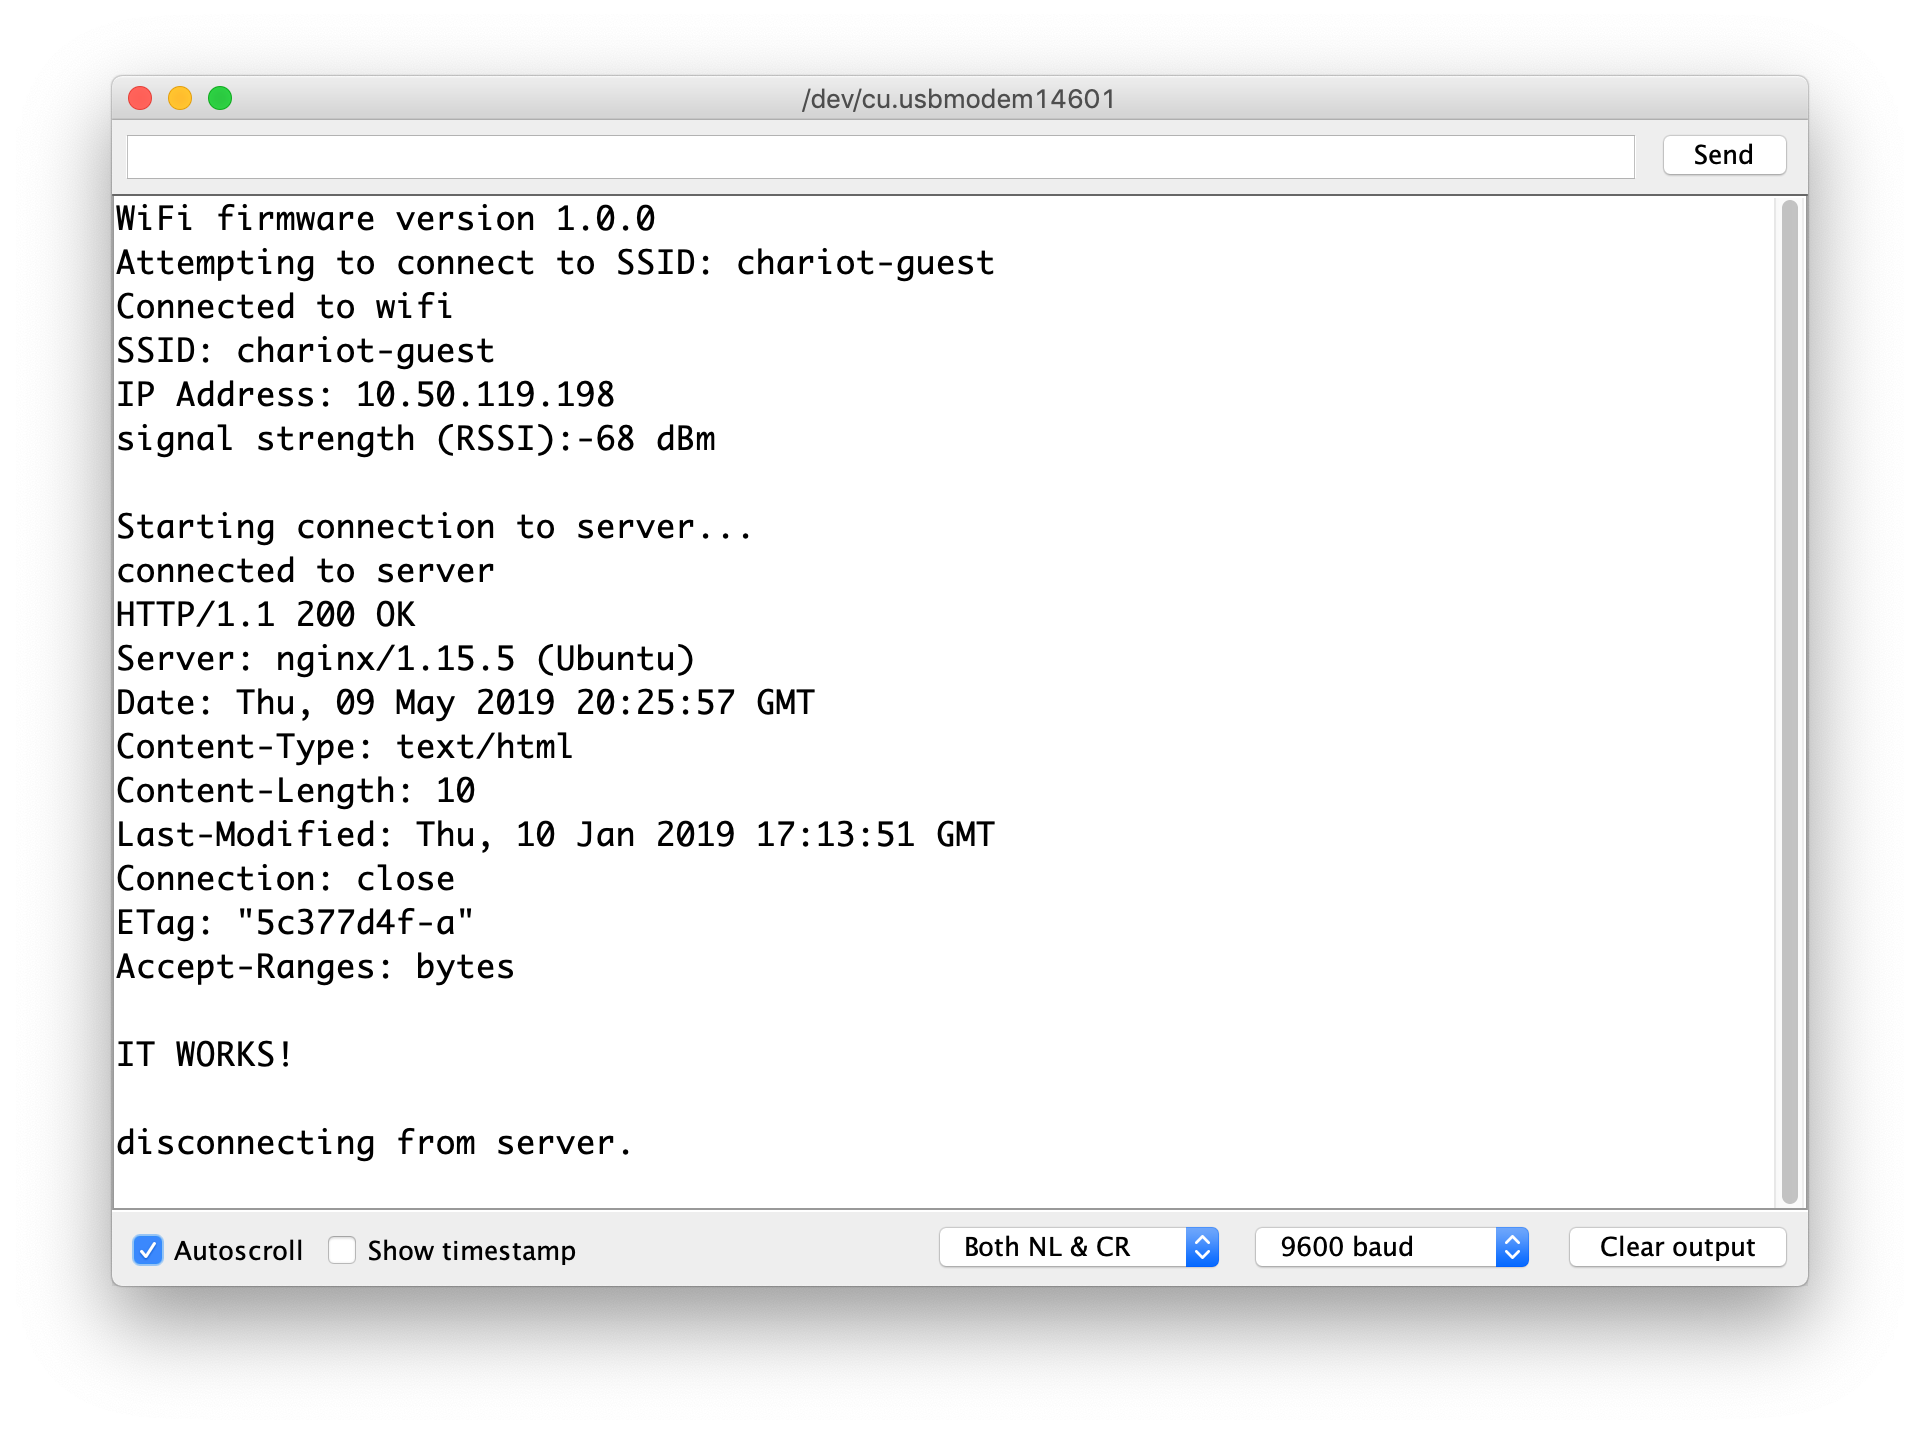 /dev/cu.usbmodem14601
Send
WiFi firmware version 1.0.0
Attempting to connect to SSID: chariot-guest
Connected to wifi
SSID: chariot-guest
IP Address: 10.50.119.198
signal strength (RSSI):-68 dBm
Starting connection to server...
connected to server
HTTP/1.1 200 OK
Server: nginx/1.15.5 (Ubuntu)
Date: Thu, 09 May 2019 20:25:57 GMT
Content-Type: text/html
Content-Length: 10
Last-Modified: Thu, 10 Jan 2019 17:13:51 GMT
Connection: close
ETag: "5c377d4f-a"
Accept-Ranges: bytes
IT WORKS!
disconnecting from server.
Autoscroll Show timestamp Both NL & CR 9600 baud Clear output